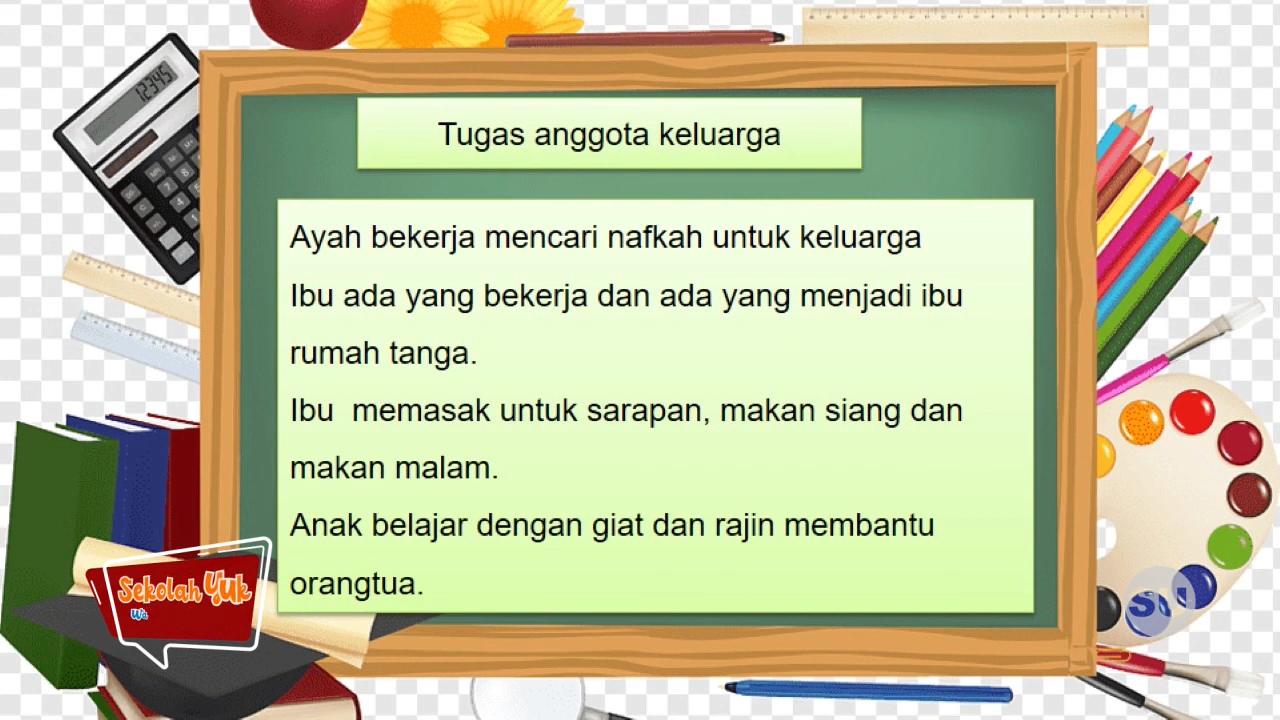 Tugas anggota keluarga
Ayah bekerja mencari nafkah untuk keluarga
Ibu ada yang bekerja dan ada yang menjadi ibu
rumah tanga.
Ibu  memasak untuk sarapan, makan siang dan
makan malam.
Anak belajar dengan giat dan rajin membantu
orangtua.
12345
Sekolah Yuk